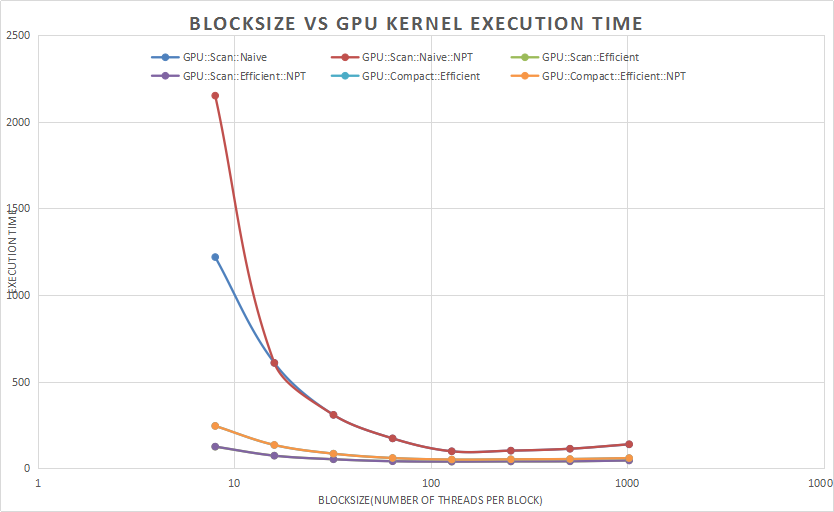 BLOCKSIZE VS GPU KERNEL EXECUTION TIME
2500
GPU::Scan::Naive GPU::Scan::Naive::NPT GPU::Scan::Efficient
GPU::Scan::Efficient::NPT GPU::Compact::Efficient GPU::Compact::Efficient::NPT
2000
1500
EXECUTION TIME
1000
500
0
1 10 100 1000 1000
BLOCKSIZE(NUMBER OF THREADS PER BLOCK)